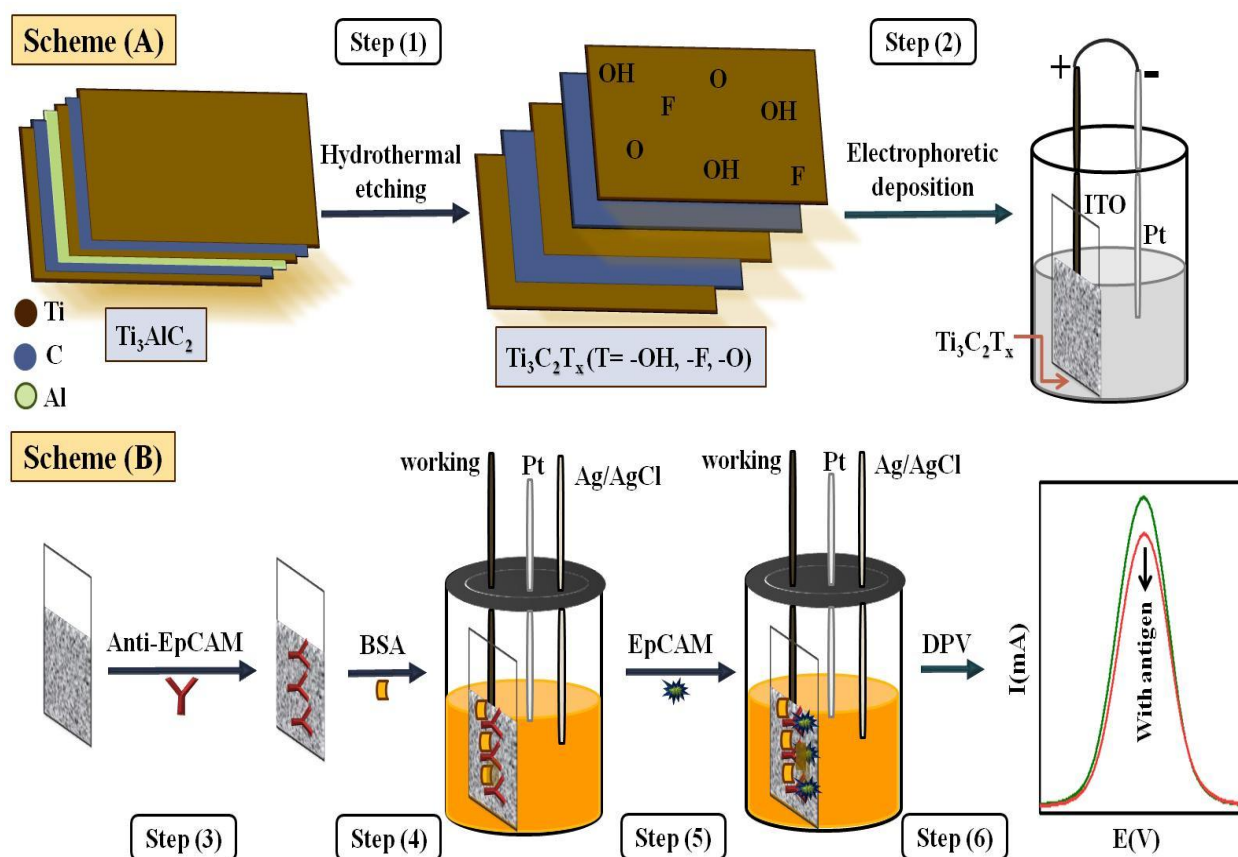 Scheme (A)
Step (1)
Step (2)
OH
O
F
OH
O
OH
F
Hydrothermal
etching
Electrophoretic
deposition
+
-
ITO
Pt
Ti₃C₂Tₓ
Ti
C
Al
Ti₃AlC₂
Ti₃C₂Tₓ (T= -OH, -F, -O)
Scheme (B)
working
Pt
Ag/AgCl
working
Pt
Ag/AgCl
Anti-EpCAM
BSA
EpCAM
DPV
I(mA)
With antigen
E(V)
Step (3)
Step (4)
Step (5)
Step (6)